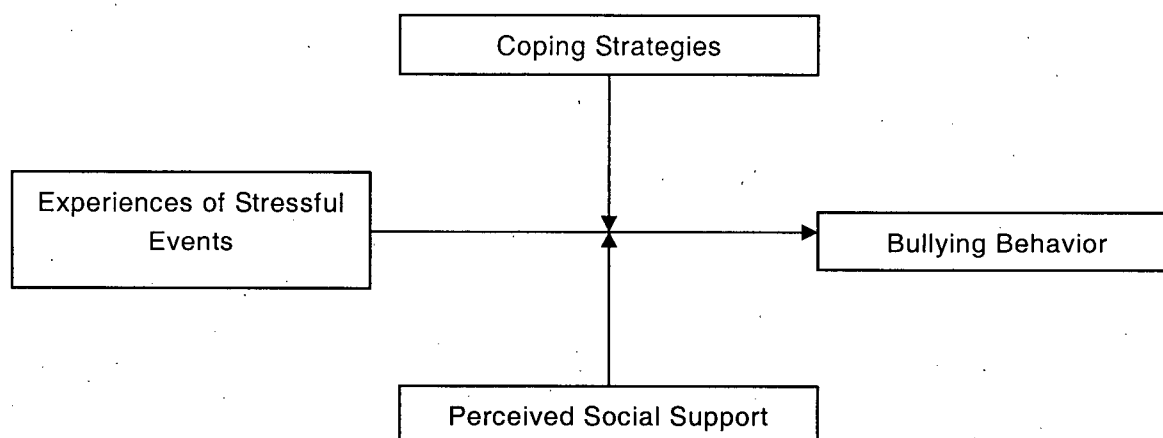 Coping Strategies
Experiences of Stressful
Events
Bullying Behavior
Perceived Social Support